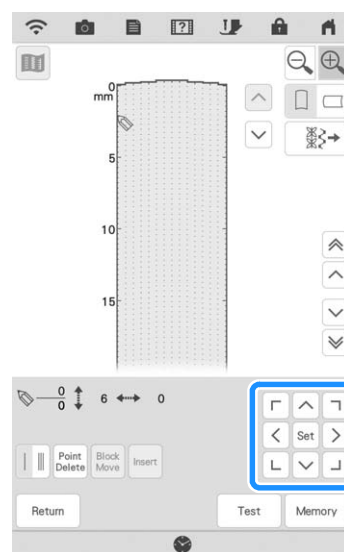 0
mm
5
10
15
0
0 6 0
Set
Point
Delete
Block
Move
Insert
Return Test Memory